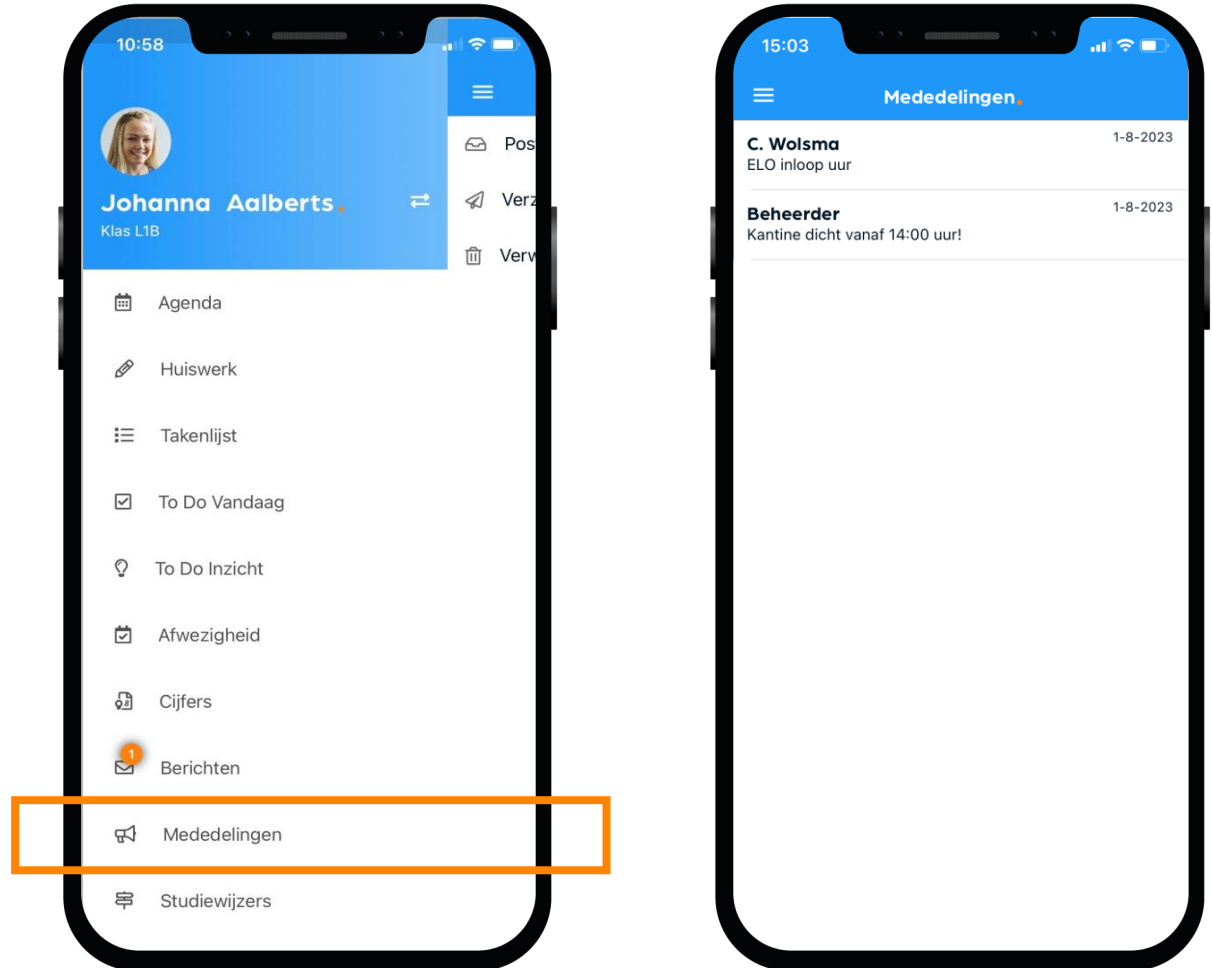 10:58
Pos
Johanna Aalberts.
Verz
Klas L1B
Verw
Agenda
Huiswerk
Takenlijst
To Do Vandaag
To Do Inzicht
Afwezigheid
Cijfers
1
Berichten
Mededelingen
Studiewijzers
15:03
Mededelingen.
C. Wolsma
1-8-2023
ELO inloop uur
Beheerder
1-8-2023
Kantine dicht vanaf 14:00 uur!